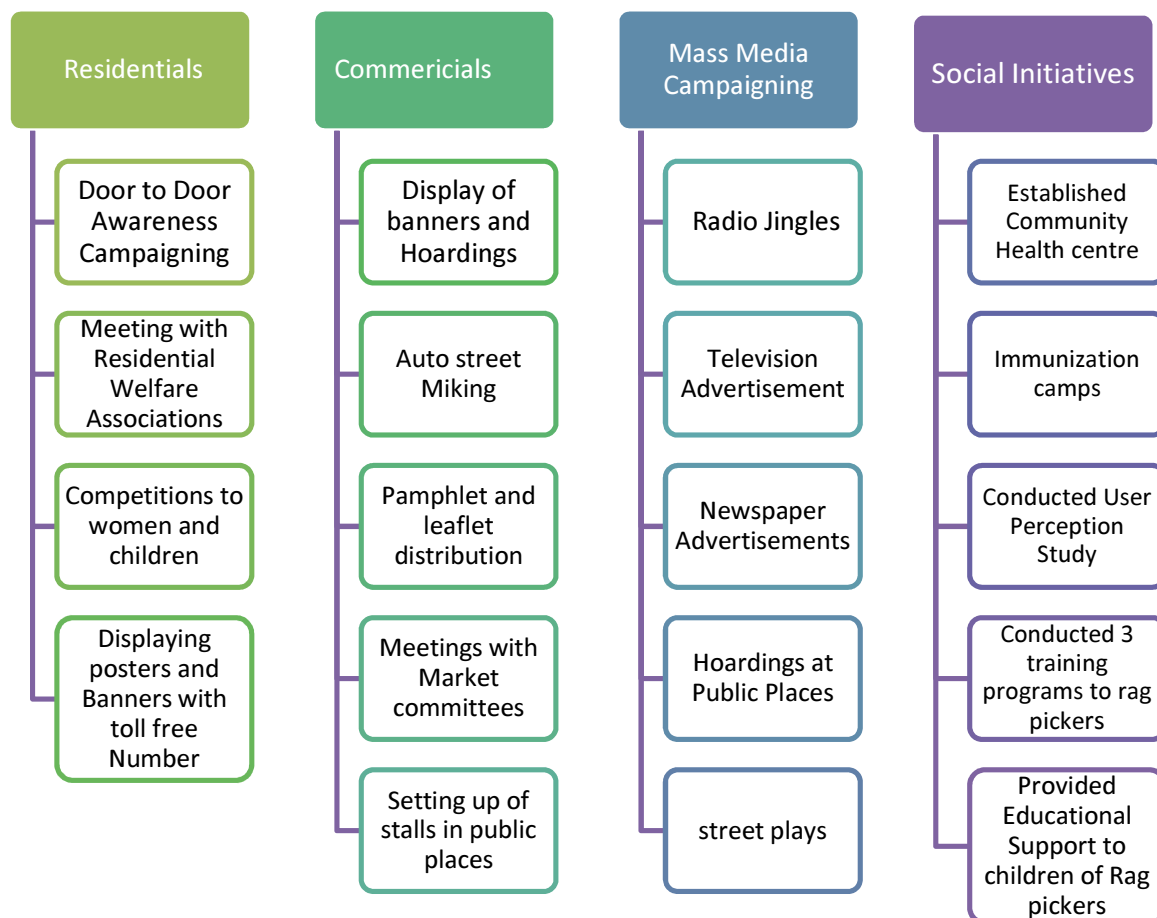 Residentials
Door to Door
Awareness
Campaigning
Meeting with
Residential
Welfare
Associations
Competitions to
women and
children
Displaying
posters and
Banners with
toll free
Number
Commericials
Display of
banners and
Hoardings
Auto street
Miking
Pamphlet and
leaflet
distribution
Meetings with
Market
committees
Setting up of
stalls in public
places
Mass Media
Campaigning
Radio Jingles
Television
Advertisement
Newspaper
Advertisements
Hoardings at
Public Places
street plays
Social Initiatives
Established
Community
Health centre
Immunization
camps
Conducted User
Perception
Study
Conducted 3
training
programs to rag
pickers
Provided
Educational
Support to
children of Rag
pickers